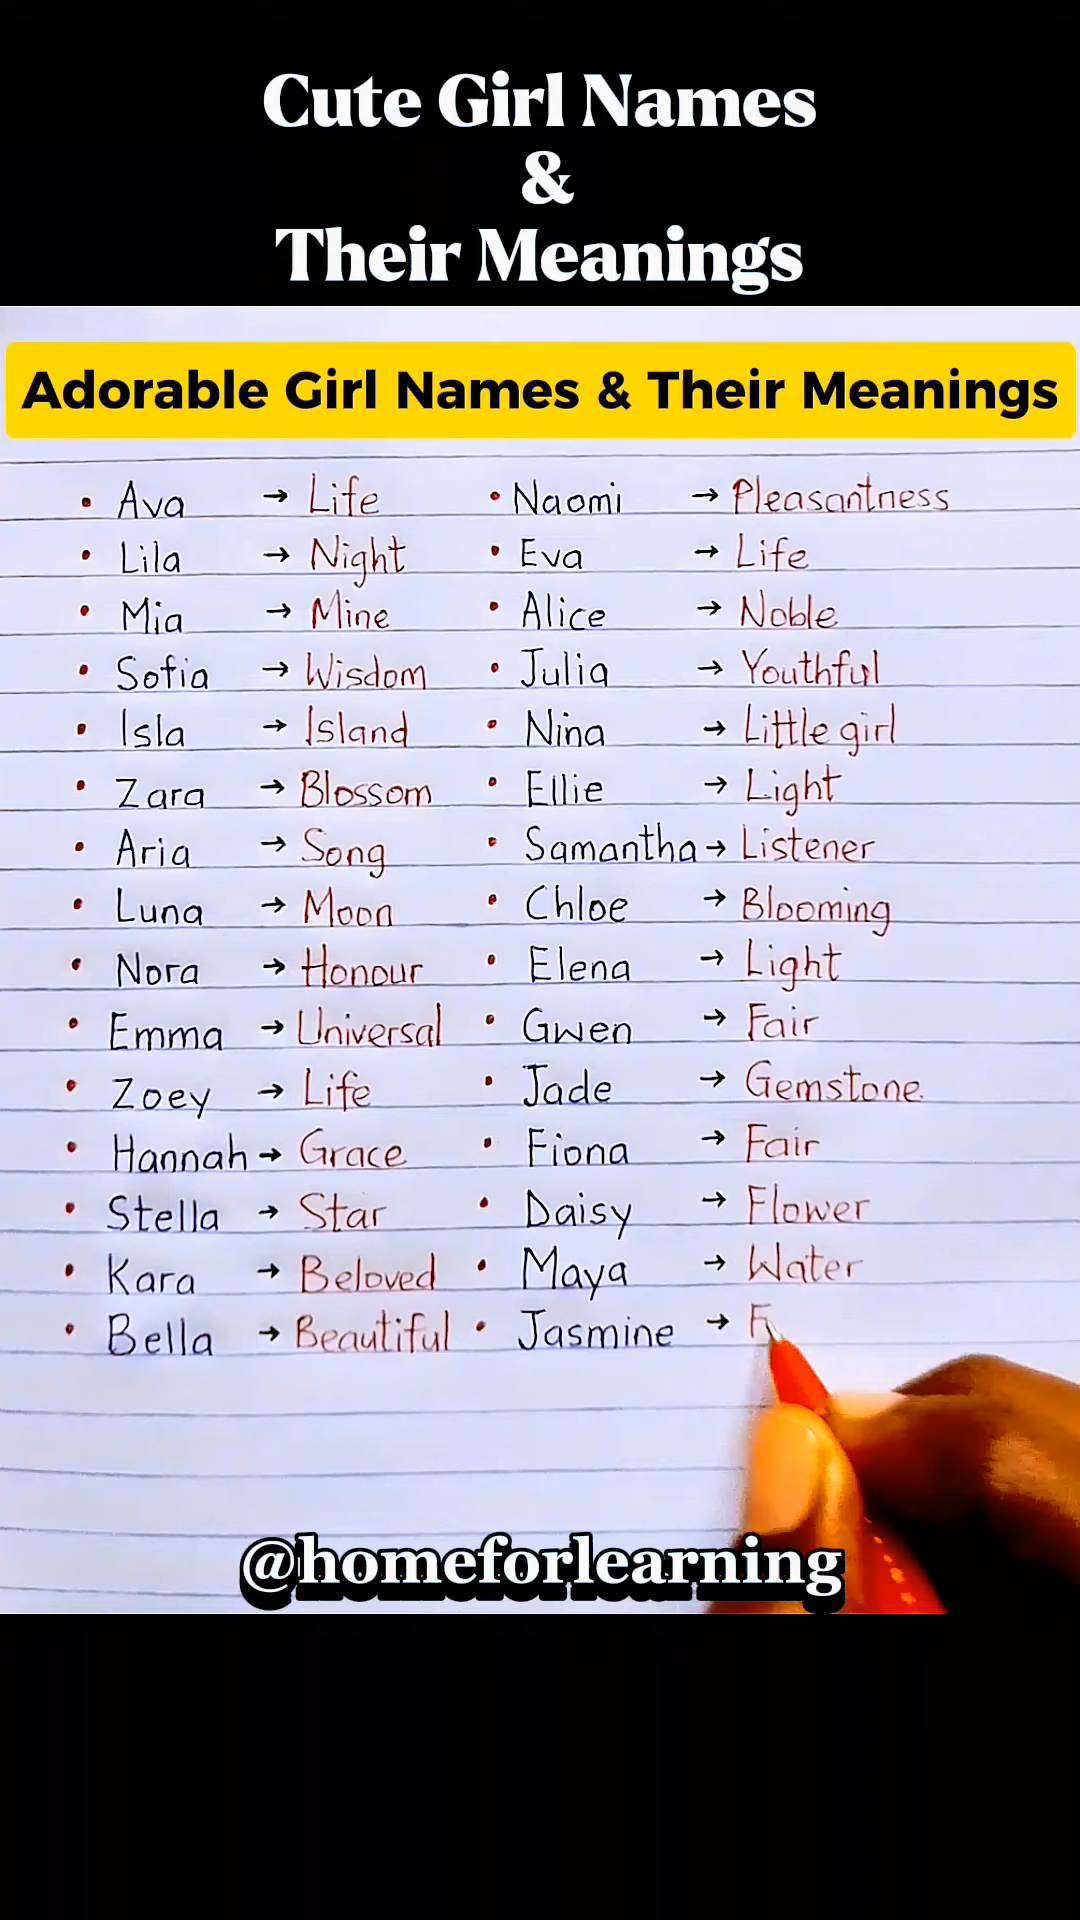 Cute Girl Names
&
Their Meanings
Adorable Girl Names & Their Meanings
• Ava → Life
• Lila → Night
• Mia → Mine
• Sofia → Wisdom
• Isla → Island
• Zara → Blossom
• Aria → Song
• Luna → Moon
• Nora → Honour
• Emma → Universal
• Zoey → Life
• Hannah → Grace
• Stella → Star
• Kara → Beloved
• Bella → Beautiful
• Naomi → Pleasantness
• Eva → Life
• Alice → Noble
• Julia → Youthful
• Nina → Little girl
• Ellie → Light
• Samantha → Listener
• Chloe → Blooming
• Elena → Light
• Gwen → Fair
• Jade → Gemstone
• Fiona → Fair
• Daisy → Flower
• Maya → Water
• Jasmine → F
@homeforlearning